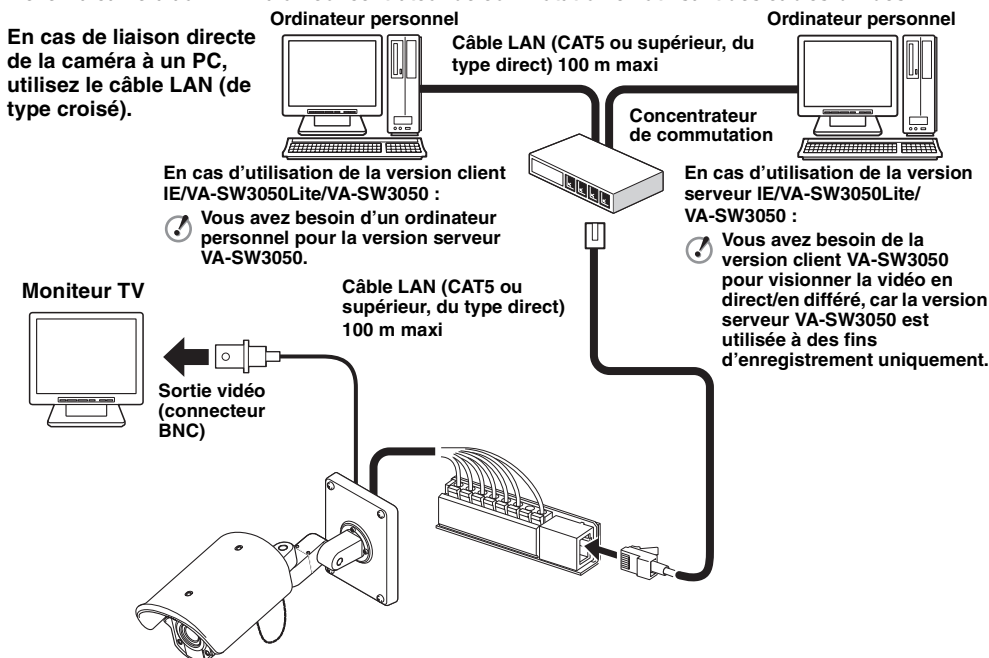 Ordinateur personnel
Ordinateur personnel
En cas de liaison directe
de la caméra à un PC,
utilisez le câble LAN (de
type croisé).
Câble LAN (CAT5 ou supérieur, du
type direct) 100 m maxi
Concentrateur
de commutation
En cas d’utilisation de la version client
IE/VA-SW3050Lite/VA-SW3050 :
Vous avez besoin d’un ordinateur
personnel pour la version serveur
VA-SW3050.
En cas d’utilisation de la version
serveur IE/VA-SW3050Lite/
VA-SW3050 :
Vous avez besoin de la
version client VA-SW3050
pour visionner la vidéo en
direct/en différé, car la version
serveur VA-SW3050 est
utilisée à des fins
d’enregistrement uniquement.
Moniteur TV
Câble LAN (CAT5 ou
supérieur, du type direct)
100 m maxi
Sortie vidéo
(connecteur
BNC)